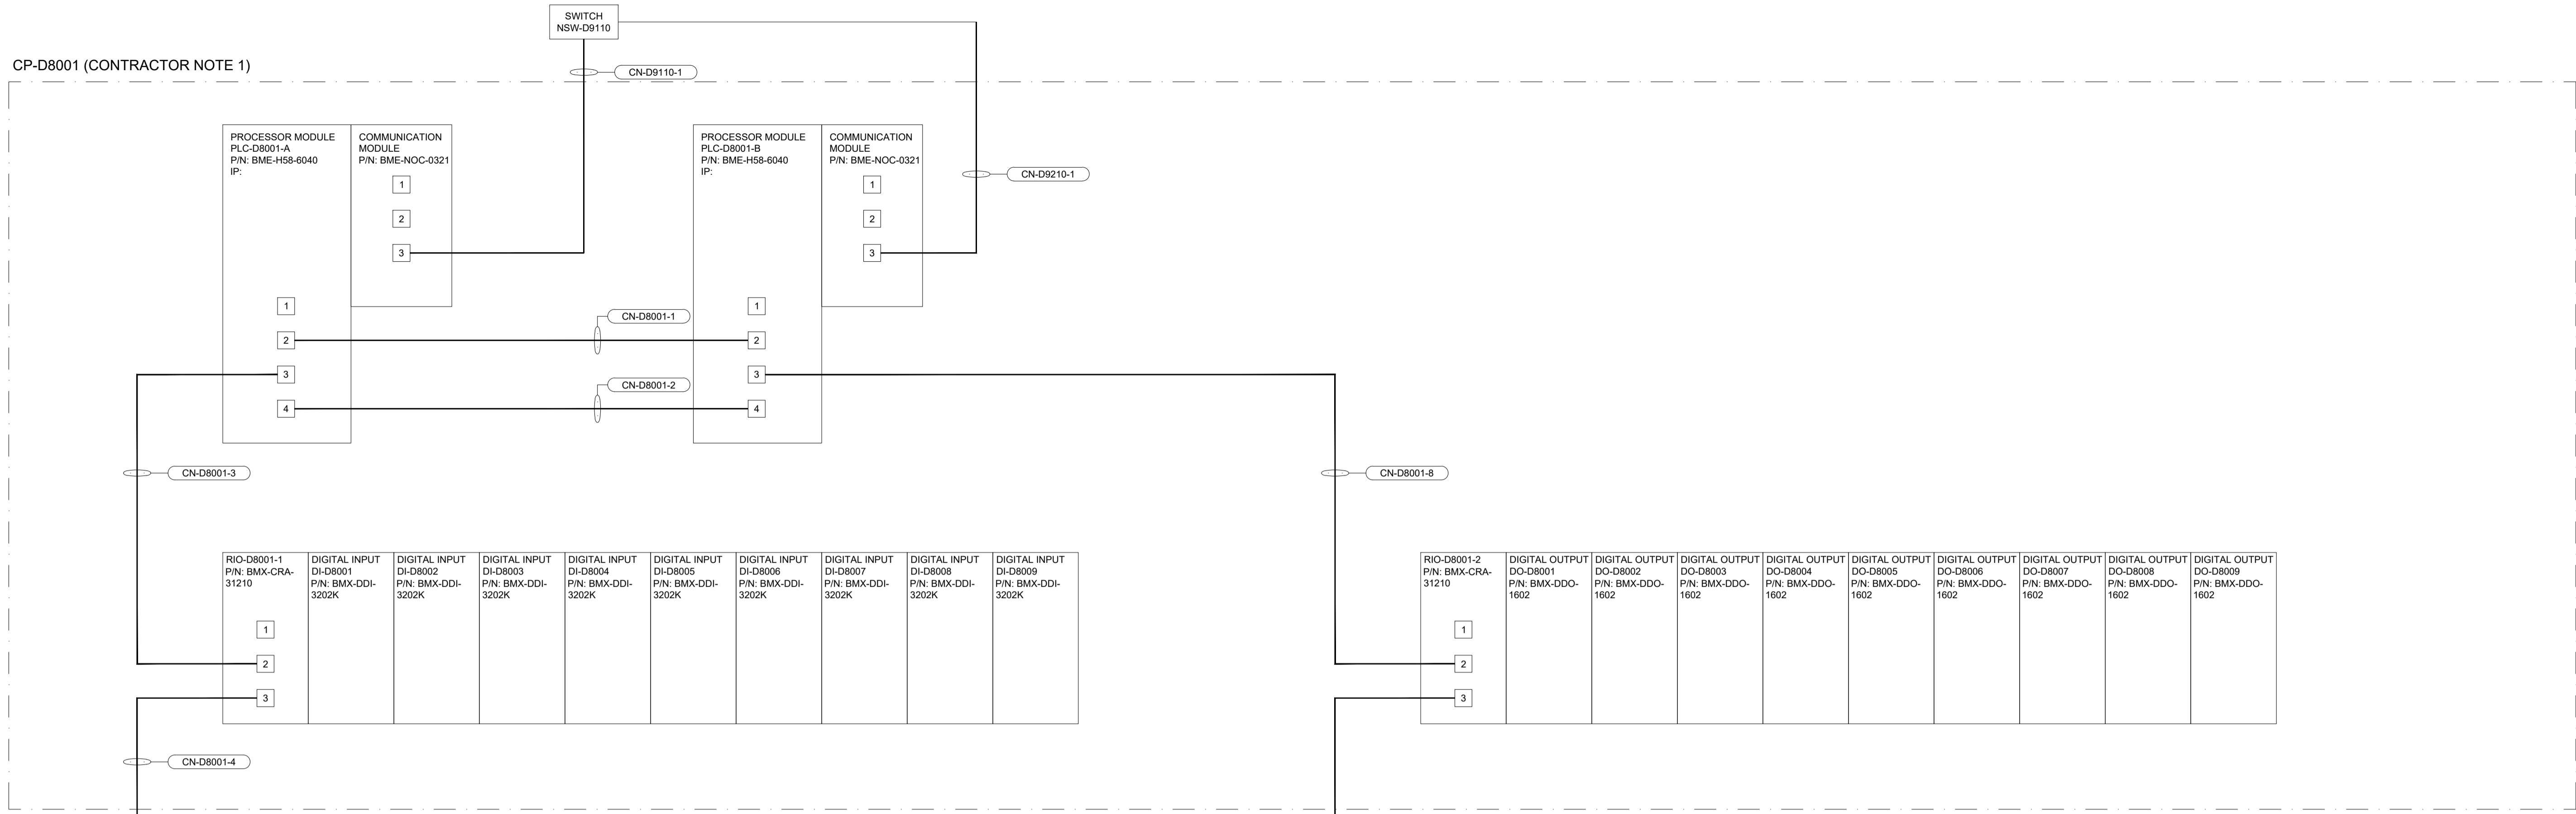 SWITCH
NSW-D9110
CP-D8001 (CONTRACTOR NOTE 1)
CN-D9110-1
PROCESSOR MODULE
PLC-D8001-A
P/N: BME-H58-6040
IP:
COMMUNICATION
MODULE
P/N: BME-NOC-0321
1
2
3
1
2
3
4
PROCESSOR MODULE
PLC-D8001-B
P/N: BME-H58-6040
IP:
COMMUNICATION
MODULE
P/N: BME-NOC-0321
1
2
3
1
2
3
4
CN-D9210-1
CN-D8001-1
CN-D8001-2
CN-D8001-3
CN-D8001-8
RIO-D8001-1
P/N: BMX-CRA-
31210
1
2
3
DIGITAL INPUT
DI-D8001
P/N: BMX-DDI-
3202K
DIGITAL INPUT
DI-D8002
P/N: BMX-DDI-
3202K
DIGITAL INPUT
DI-D8003
P/N: BMX-DDI-
3202K
DIGITAL INPUT
DI-D8004
P/N: BMX-DDI-
3202K
DIGITAL INPUT
DI-D8005
P/N: BMX-DDI-
3202K
DIGITAL INPUT
DI-D8006
P/N: BMX-DDI-
3202K
DIGITAL INPUT
DI-D8007
P/N: BMX-DDI-
3202K
DIGITAL INPUT
DI-D8008
P/N: BMX-DDI-
3202K
DIGITAL INPUT
DI-D8009
P/N: BMX-DDI-
3202K
RIO-D8001-2
P/N: BMX-CRA-
31210
1
2
3
DIGITAL OUTPUT
DO-D8001
P/N: BMX-DDO-
1602
DIGITAL OUTPUT
DO-D8002
P/N: BMX-DDO-
1602
DIGITAL OUTPUT
DO-D8003
P/N: BMX-DDO-
1602
DIGITAL OUTPUT
DO-D8004
P/N: BMX-DDO-
1602
DIGITAL OUTPUT
DO-D8005
P/N: BMX-DDO-
1602
DIGITAL OUTPUT
DO-D8006
P/N: BMX-DDO-
1602
DIGITAL OUTPUT
DO-D8007
P/N: BMX-DDO-
1602
DIGITAL OUTPUT
DO-D8008
P/N: BMX-DDO-
1602
DIGITAL OUTPUT
DO-D8009
P/N: BMX-DDO-
1602
CN-D8001-4